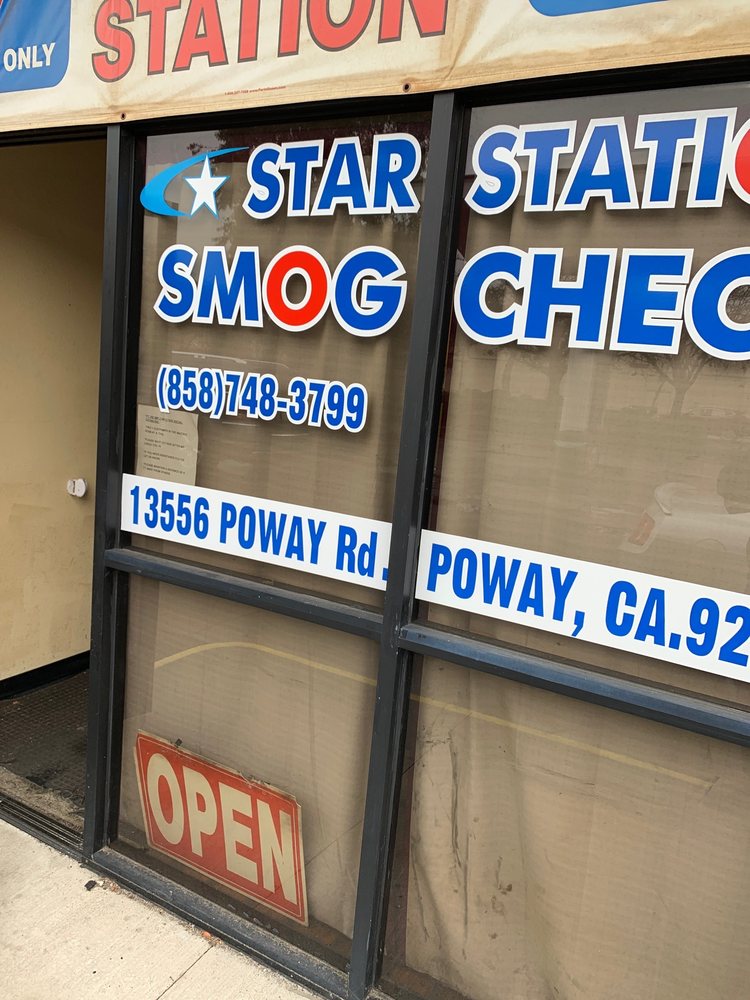 ONLY
STATION
STAR STATIO
SMOG CHEC
(858)748-3799
13556 POWAY Rd. POWAY, CA.92
OPEN